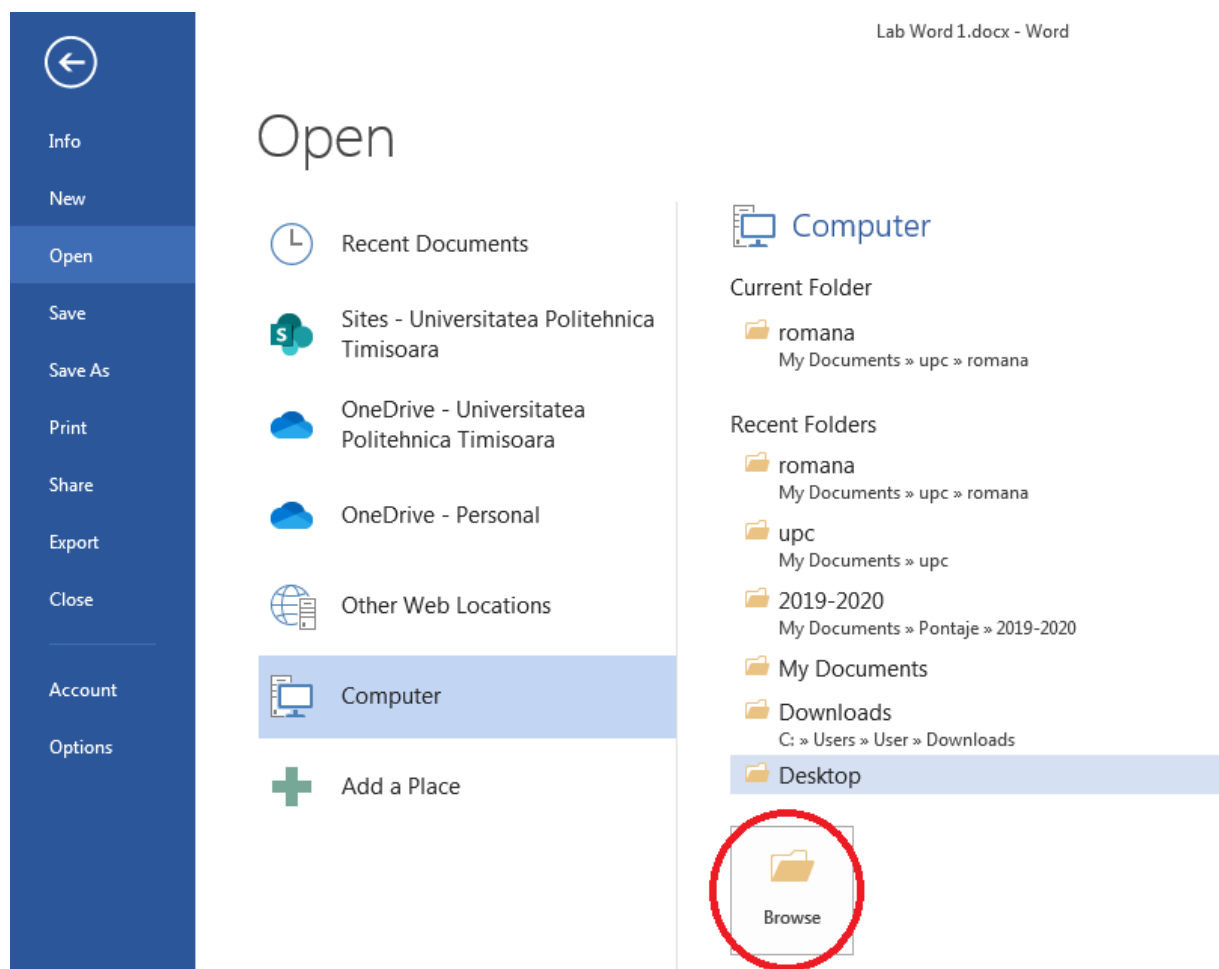 Lab Word 1.docx - Word
Info
New
Open
Save
Save As
Print
Share
Export
Close
Account
Options
Open
Recent Documents
Sites - Universitatea Politehnica
Timisoara
OneDrive - Universitatea
Politehnica Timisoara
OneDrive - Personal
Other Web Locations
Computer
Add a Place
Computer
Current Folder
romana
My Documents » upc » romana
Recent Folders
romana
My Documents » upc » romana
upc
My Documents » upc
2019-2020
My Documents » Pontaje » 2019-2020
My Documents
Downloads
C: » Users » User » Downloads
Desktop
Browse